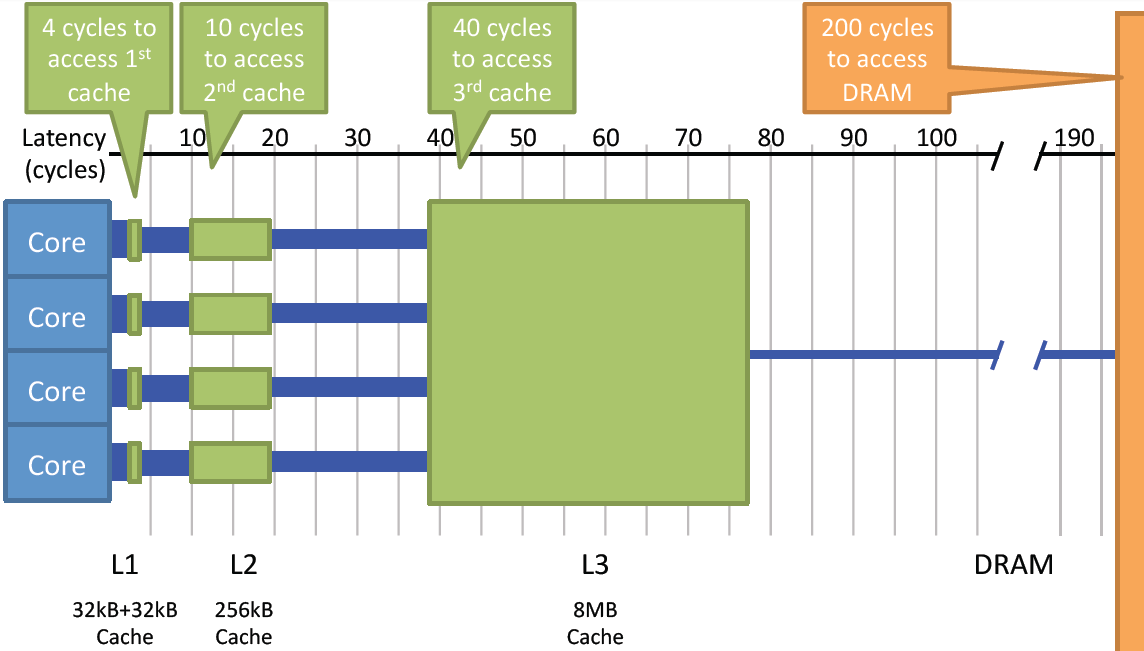 4 cycles to
access 1st
cache
10 cycles
to access
2nd cache
40 cycles
to access
3rd cache
200 cycles
to access
DRAM
Latency
(cycles)
10 20 30 40 50 60 70 80 90 100 190
Core
Core
Core
Core
L1 L2 L3 DRAM
32kB+32kB
Cache
256kB
Cache
8MB
Cache